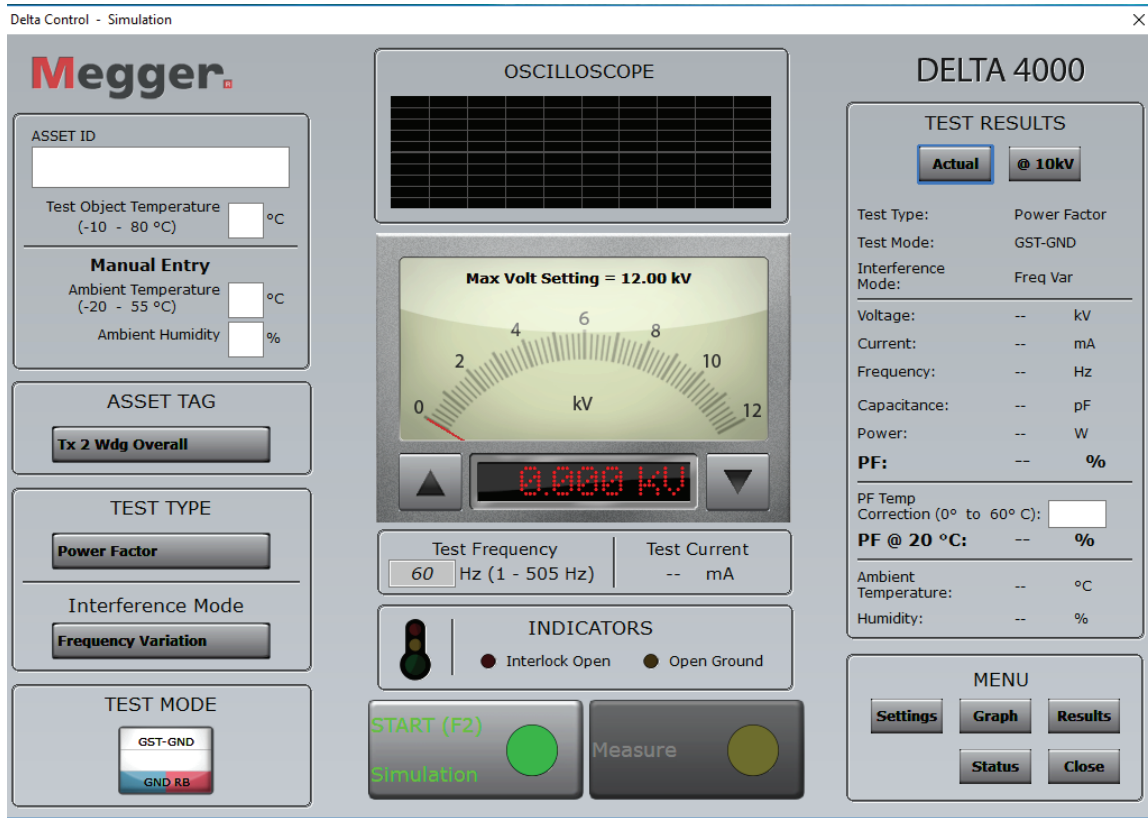 Delta Control - Simulation
Megger.
ASSET ID
Test Object Temperature
(-10 - 80 °C)
°C
Manual Entry
Ambient Temperature
(-20 - 55 °C)
°C
Ambient Humidity
%
ASSET TAG
Tx 2 Wdg Overall
TEST TYPE
Power Factor
Interference Mode
Frequency Variation
TEST MODE
GST-GND
GND RB
OSCILLOSCOPE
Max Volt Setting = 12.00 kV
0
2
4
6
8
10
12
kV
0.000 kV
Test Frequency
60 Hz (1 - 505 Hz)
Test Current
-- mA
INDICATORS
Interlock Open
Open Ground
START (F2)
Simulation
Measure
DELTA 4000
TEST RESULTS
Actual
@ 10kV
Test Type: Power Factor
Test Mode: GST-GND
Interference
Mode: Freq Var
Voltage: -- kV
Current: -- mA
Frequency: -- Hz
Capacitance: -- pF
Power: -- W
PF: -- %
PF Temp
Correction (0° to 60° C):
PF @ 20 °C: -- %
Ambient
Temperature: -- °C
Humidity: -- %
MENU
Settings
Graph
Results
Status
Close